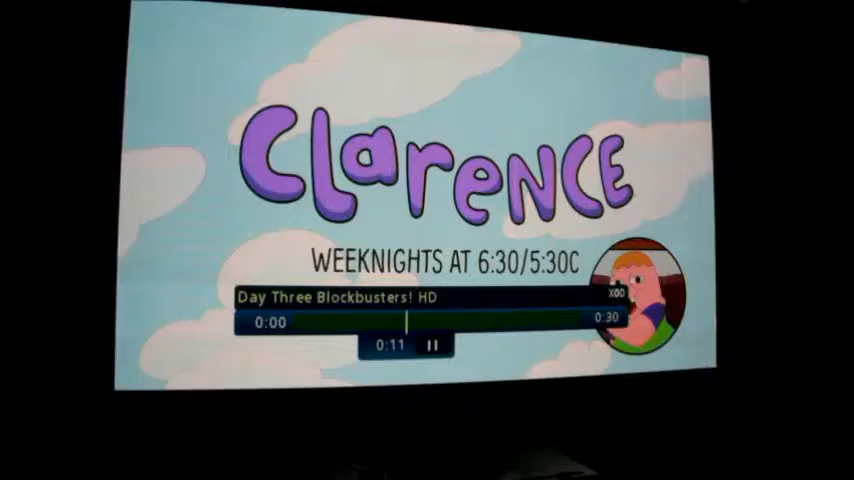 Clarence
WEEKNIGHTS AT 6:30/5:30C
Day Three Blockbusters! HD
0:00
0:30
0:11